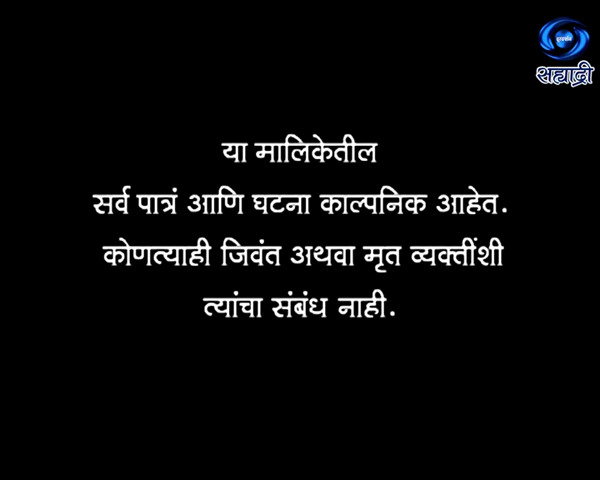 सह्याद्री
या मालिकेतील
सर्व पात्रं आणि घटना काल्पनिक आहेत.
कोणत्याही जिवंत अथवा मृत व्यक्तींशी
त्यांचा संबंध नाही.